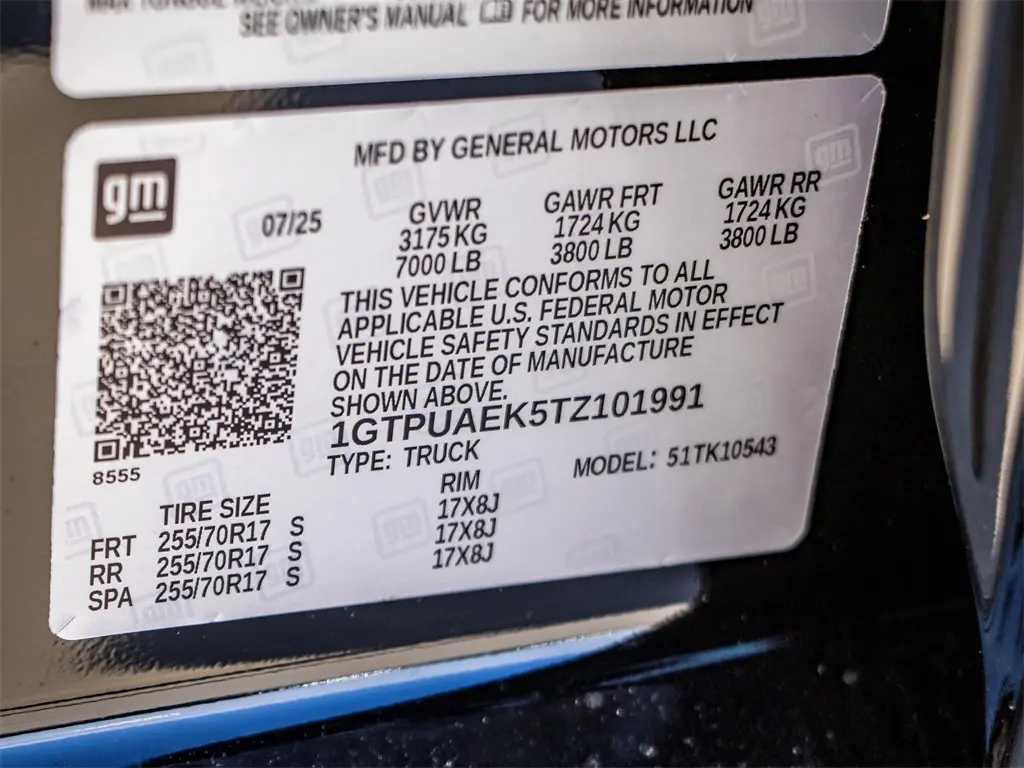 SEE OWNER'S MANUAL FOR MORE INFORMATION
MFD BY GENERAL MOTORS LLC
gm
07/25
GVWR
3175 KG
7000 LB
GAWR FRT
1724 KG
3800 LB
GAWR RR
1724 KG
3800 LB
THIS VEHICLE CONFORMS TO ALL
APPLICABLE U.S. FEDERAL MOTOR
VEHICLE SAFETY STANDARDS IN EFFECT
ON THE DATE OF MANUFACTURE
SHOWN ABOVE.
1GTPUAEK5TZ101991
TYPE: TRUCK
MODEL: 51TK10543
8555
TIRE SIZE RIM
FRT 255/70R17 S 17X8J
RR 255/70R17 S 17X8J
SPA 255/70R17 S 17X8J